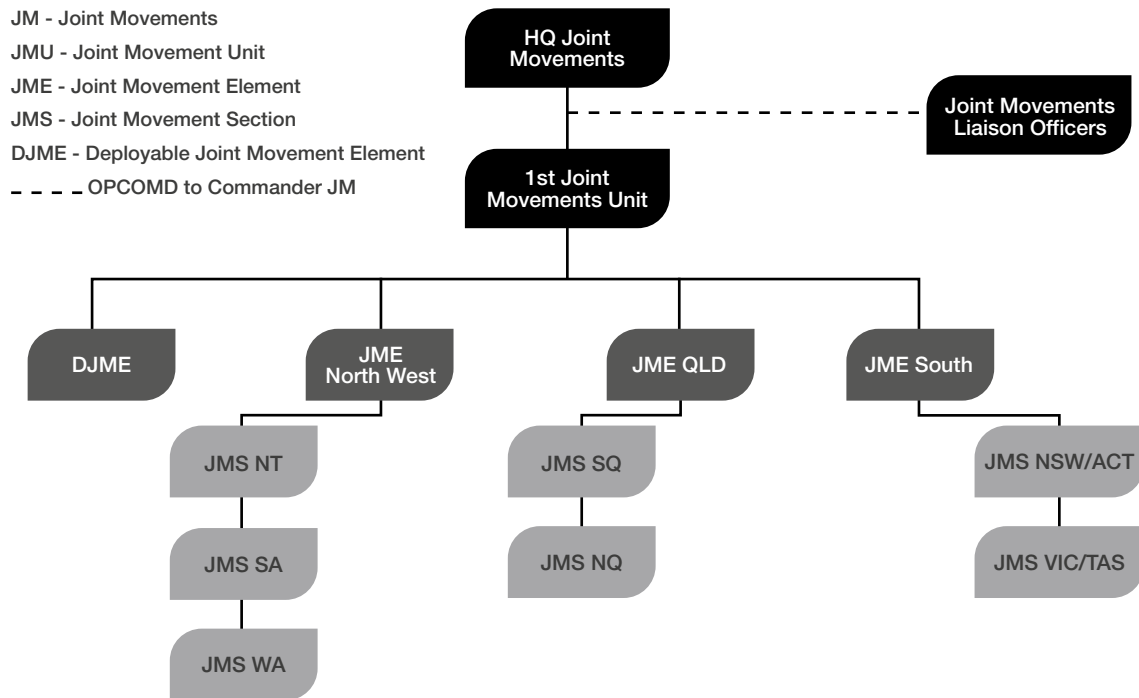 JM - Joint Movements
JMU - Joint Movement Unit
JME - Joint Movement Element
JMS - Joint Movement Section
DJME - Deployable Joint Movement Element
OPCOMD to Commander JM
HQ Joint
Movements
Joint Movements
Liaison Officers
1st Joint
Movements Unit
DJME
JME
North West
JME QLD
JME South
JMS NT
JMS SQ
JMS NSW/ACT
JMS SA
JMS NQ
JMS VIC/TAS
JMS WA